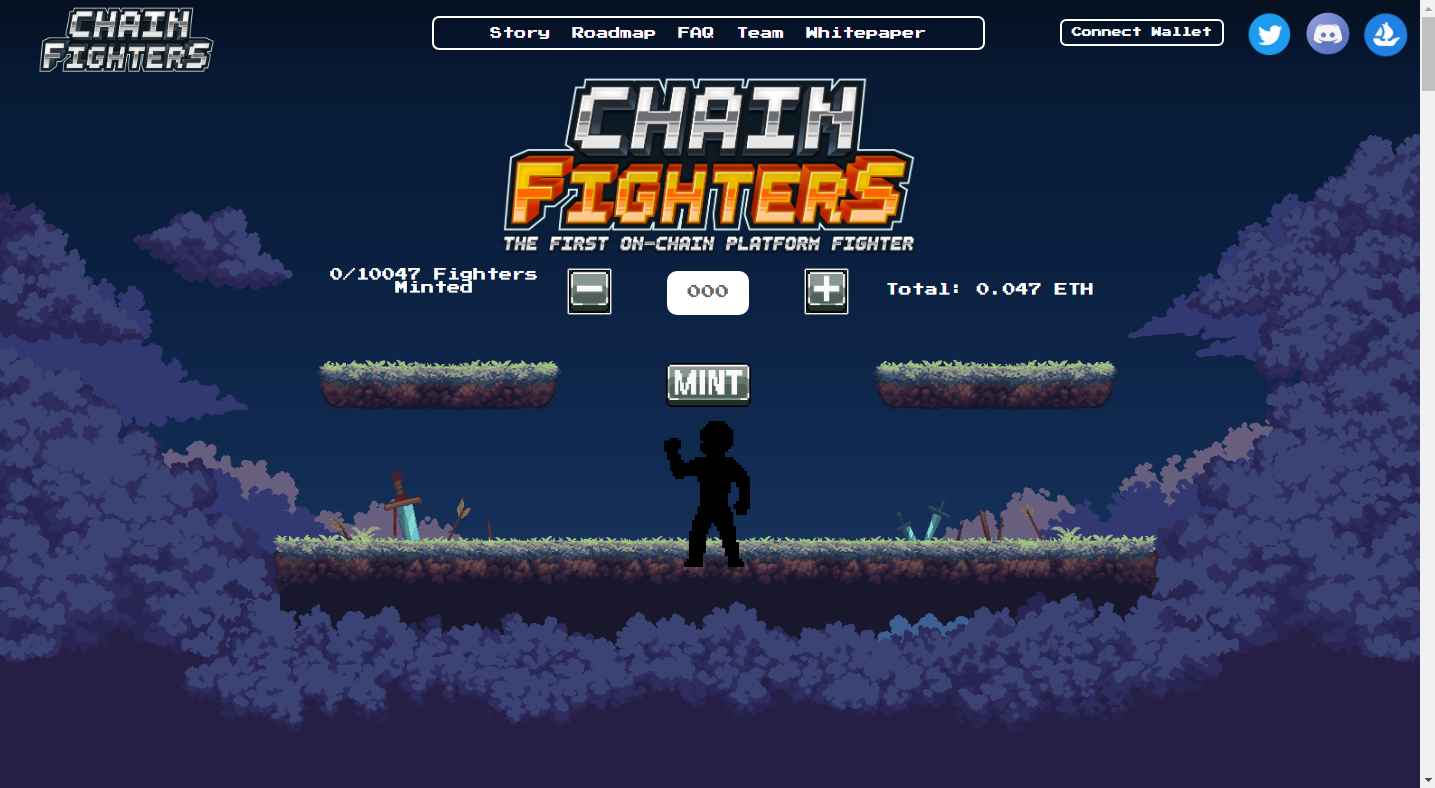 CHAIN
FIGHTERS
Story Roadmap FAQ Team Whitepaper
Connect Wallet
CHAIN
FIGHTERS
THE FIRST ON-CHAIN PLATFORM FIGHTER
0/10047 Fighters
Minted
000
Total: 0.047 ETH
MINT